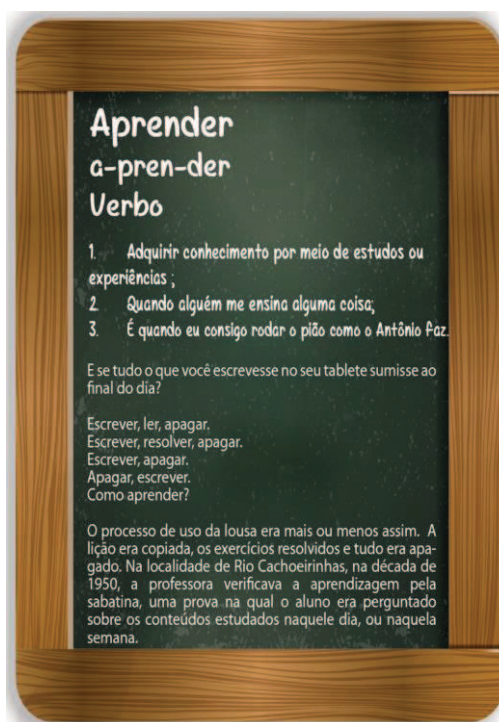 Aprender
a-pren-der
Verbo
1. Adquirir conhecimento por meio de estudos ou
experiências ;
2 Quando alguém me ensina alguma coisa;
3. É quando eu consigo rodar o pião como o Antônio faz.
E se tudo o que você escrevesse no seu tablete sumisse ao
final do día?
Escrever, ler, apagar.
Escrever, resolver, apagar.
Escrever, apagar.
Apagar, escrever.
Como aprender?
O processo de uso da lousa era mais ou menos assim. A
lição era copiada, os exercícios resolvidos e tudo era apa-
gado. Na localidade de Rio Cachoeirinhas, na década de
1950, a professora verificava a aprendizagem pela
sabatina, uma prova na qual o aluno era perguntado
sobre os conteúdos estudados naquele dia, ou naquela
semana.